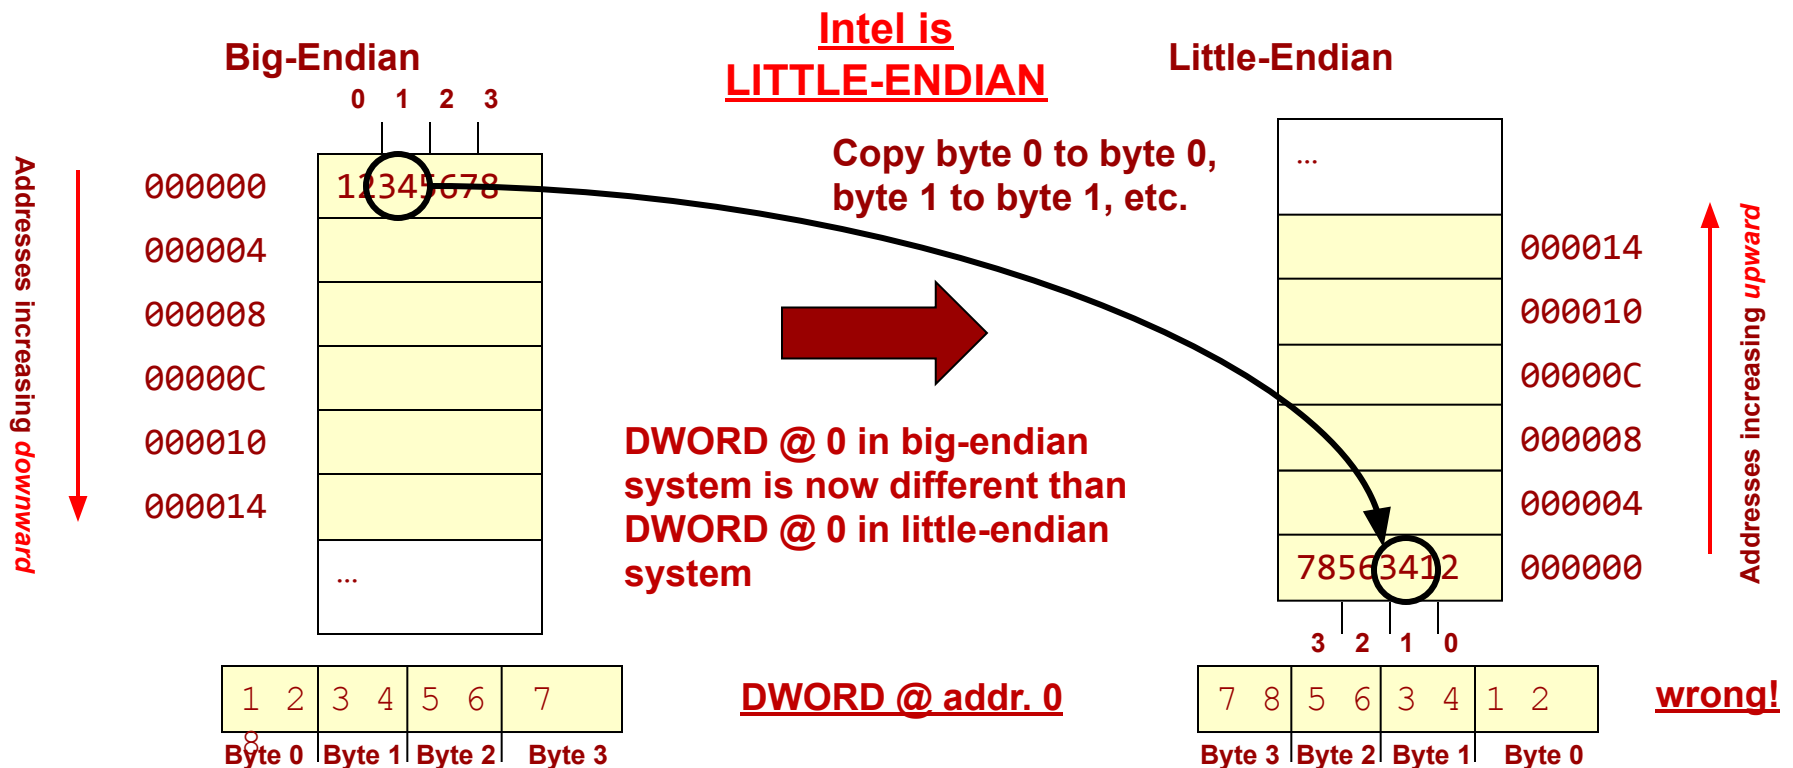 Intel is
LITTLE-ENDIAN
Big-Endian
Little-Endian
0 1 2 3
Addresses increasing downward
000000
12345678
000004
000008
00000C
000010
000014
...
Copy byte 0 to byte 0,
byte 1 to byte 1, etc.
DWORD @ 0 in big-endian
system is now different than
DWORD @ 0 in little-endian
system
...
000014
000010
00000C
000008
000004
78563412
000000
3 2 1 0
Addresses increasing upward
1 2 3 4 5 6 7
8
Byte 0 Byte 1 Byte 2 Byte 3
DWORD @ addr. 0
7 8 5 6 3 4 1 2
Byte 3 Byte 2 Byte 1 Byte 0
wrong!